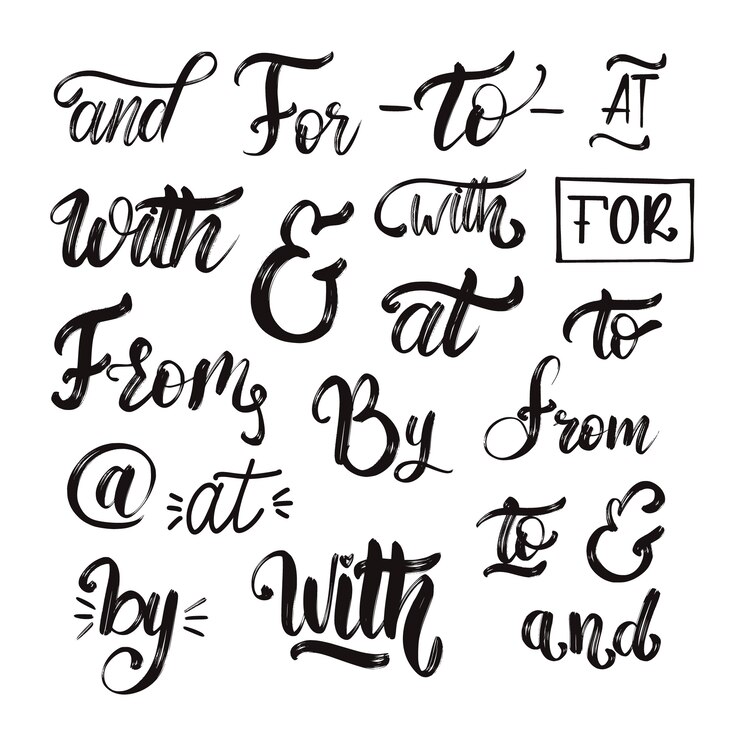 and For -to- AT
With & with FOR
From at to
By from
@ at to &
by With and